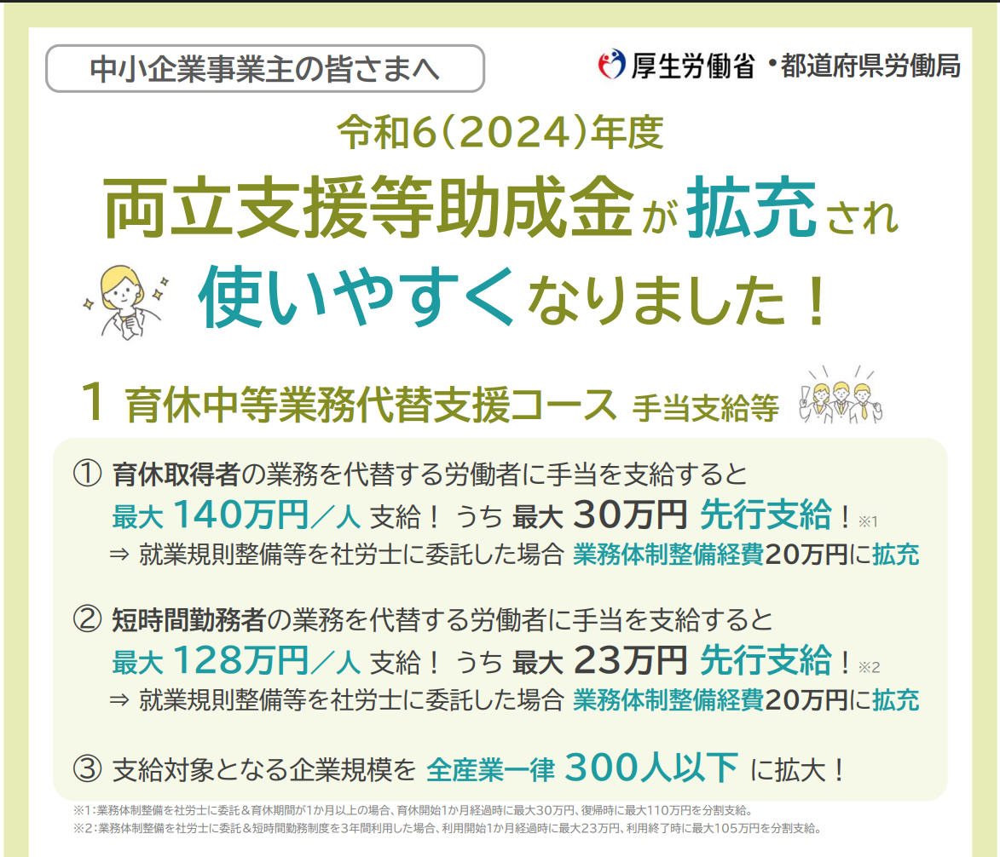 中小企業事業主の皆さまへ
厚生労働省 ・都道府県労働局
令和6(2024)年度
両立支援等助成金が拡充され
使いやすくなりました！
1 育休中等業務代替支援コース 手当支給等
① 育休取得者の業務を代替する労働者に手当を支給すると
最大 140万円／人 支給！ うち 最大 30万円 先行支給！※1
⇒ 就業規則整備等を社労士に委託した場合 業務体制整備経費20万円に拡充
② 短時間勤務者の業務を代替する労働者に手当を支給すると
最大 128万円／人 支給！ うち 最大 23万円 先行支給！※2
⇒ 就業規則整備等を社労士に委託した場合 業務体制整備経費20万円に拡充
③ 支給対象となる企業規模を 全産業一律 300人以下 に拡大！
※1：業務体制整備を社労士に委託＆育休期間が1か月以上の場合、育休開始1か月経過時に最大30万円、復帰時に最大110万円を分割支給。
※2：業務体制整備を社労士に委託＆短時間勤務制度を3年間利用した場合、利用開始1か月経過時に最大23万円、利用終了時に最大105万円を分割支給。